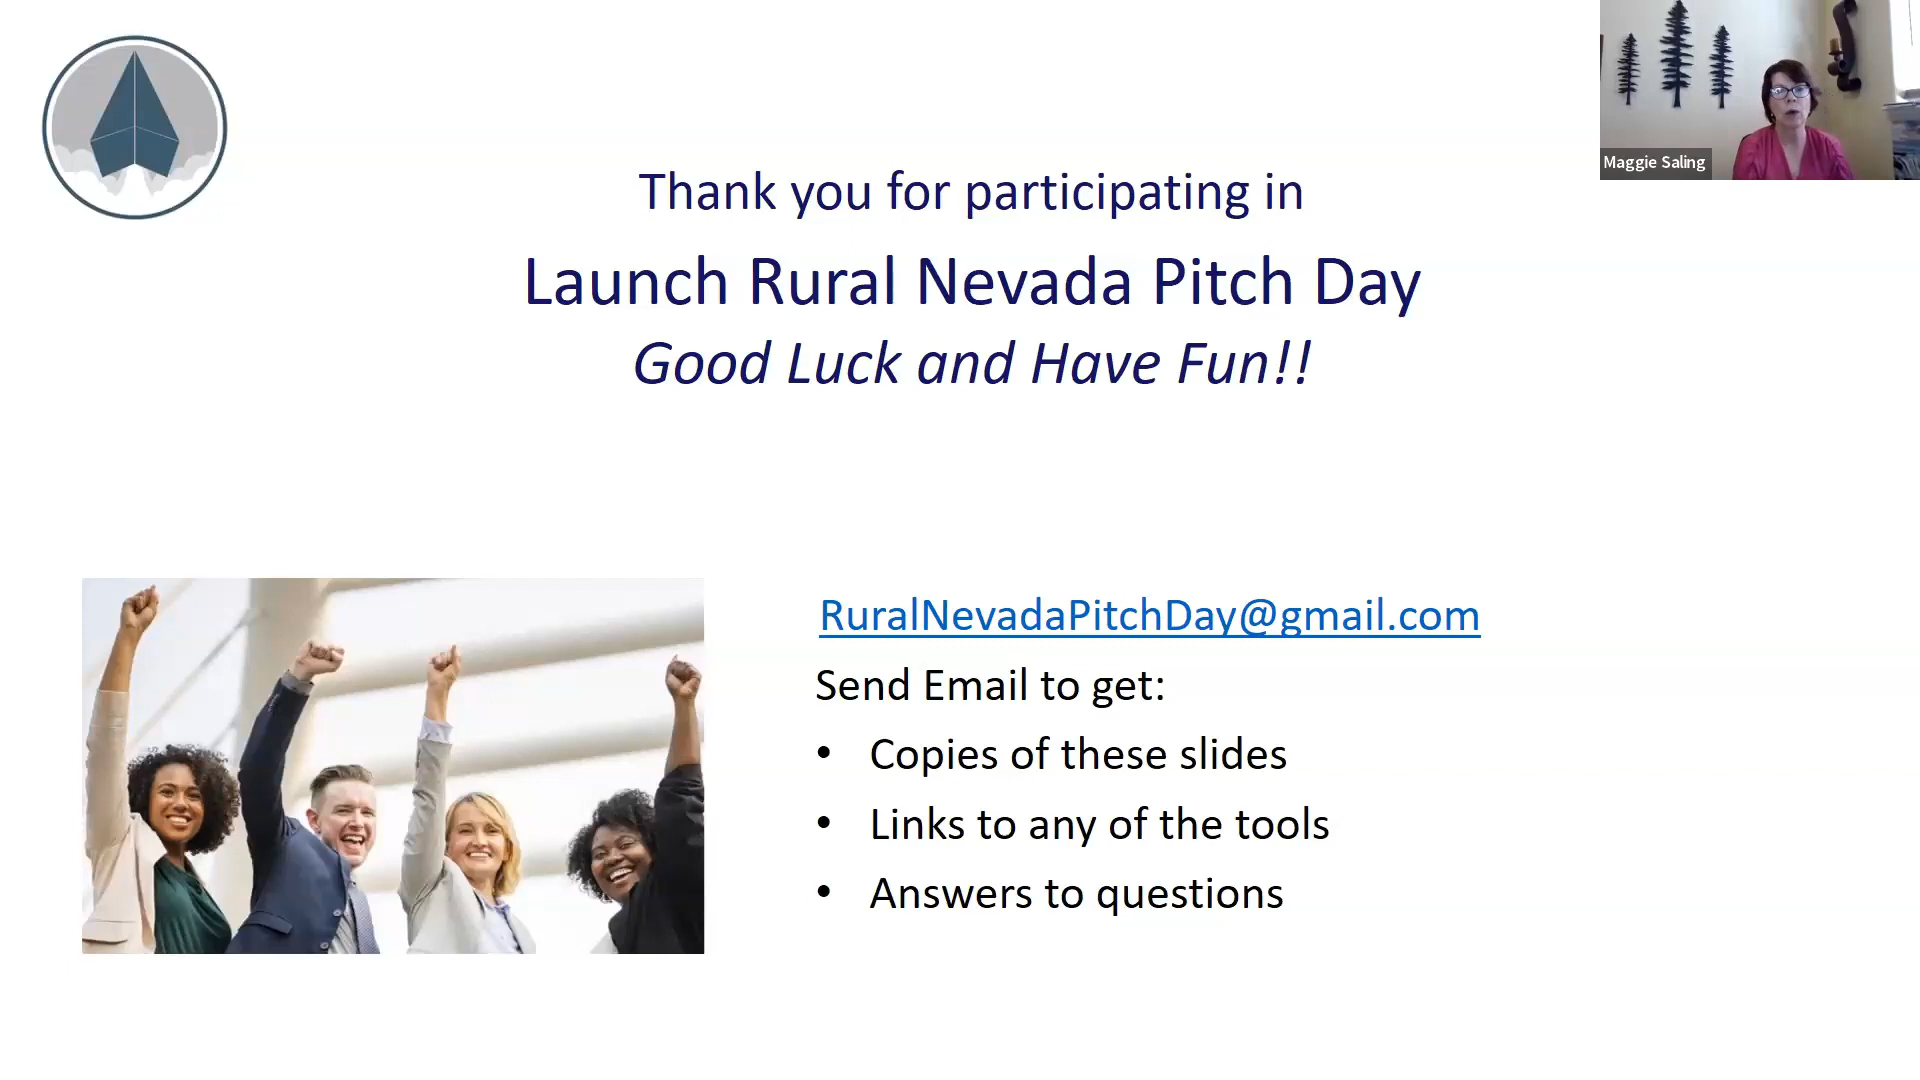 Maggie Saling
Thank you for participating in
Launch Rural Nevada Pitch Day
Good Luck and Have Fun!!
RuralNevadaPitchDay@gmail.com
Send Email to get:
• Copies of these slides
• Links to any of the tools
• Answers to questions